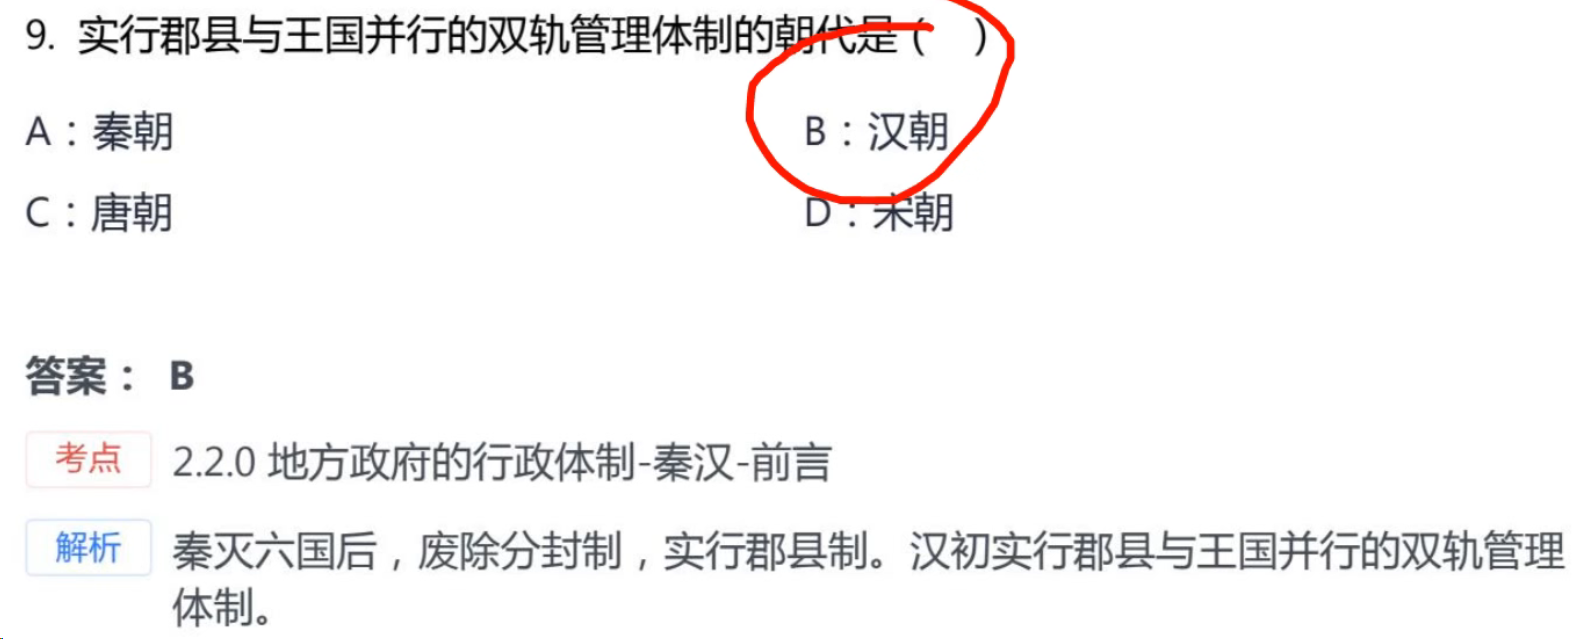 9. 实行郡县与王国并行的双轨管理体制的朝代是 (    )
A：秦朝 B：汉朝
C：唐朝 D：宋朝
答案： B
考点 2.2.0 地方政府的行政体制-秦汉-前言
解析 秦灭六国后，废除分封制，实行郡县制。汉初实行郡县与王国并行的双轨管理
体制。